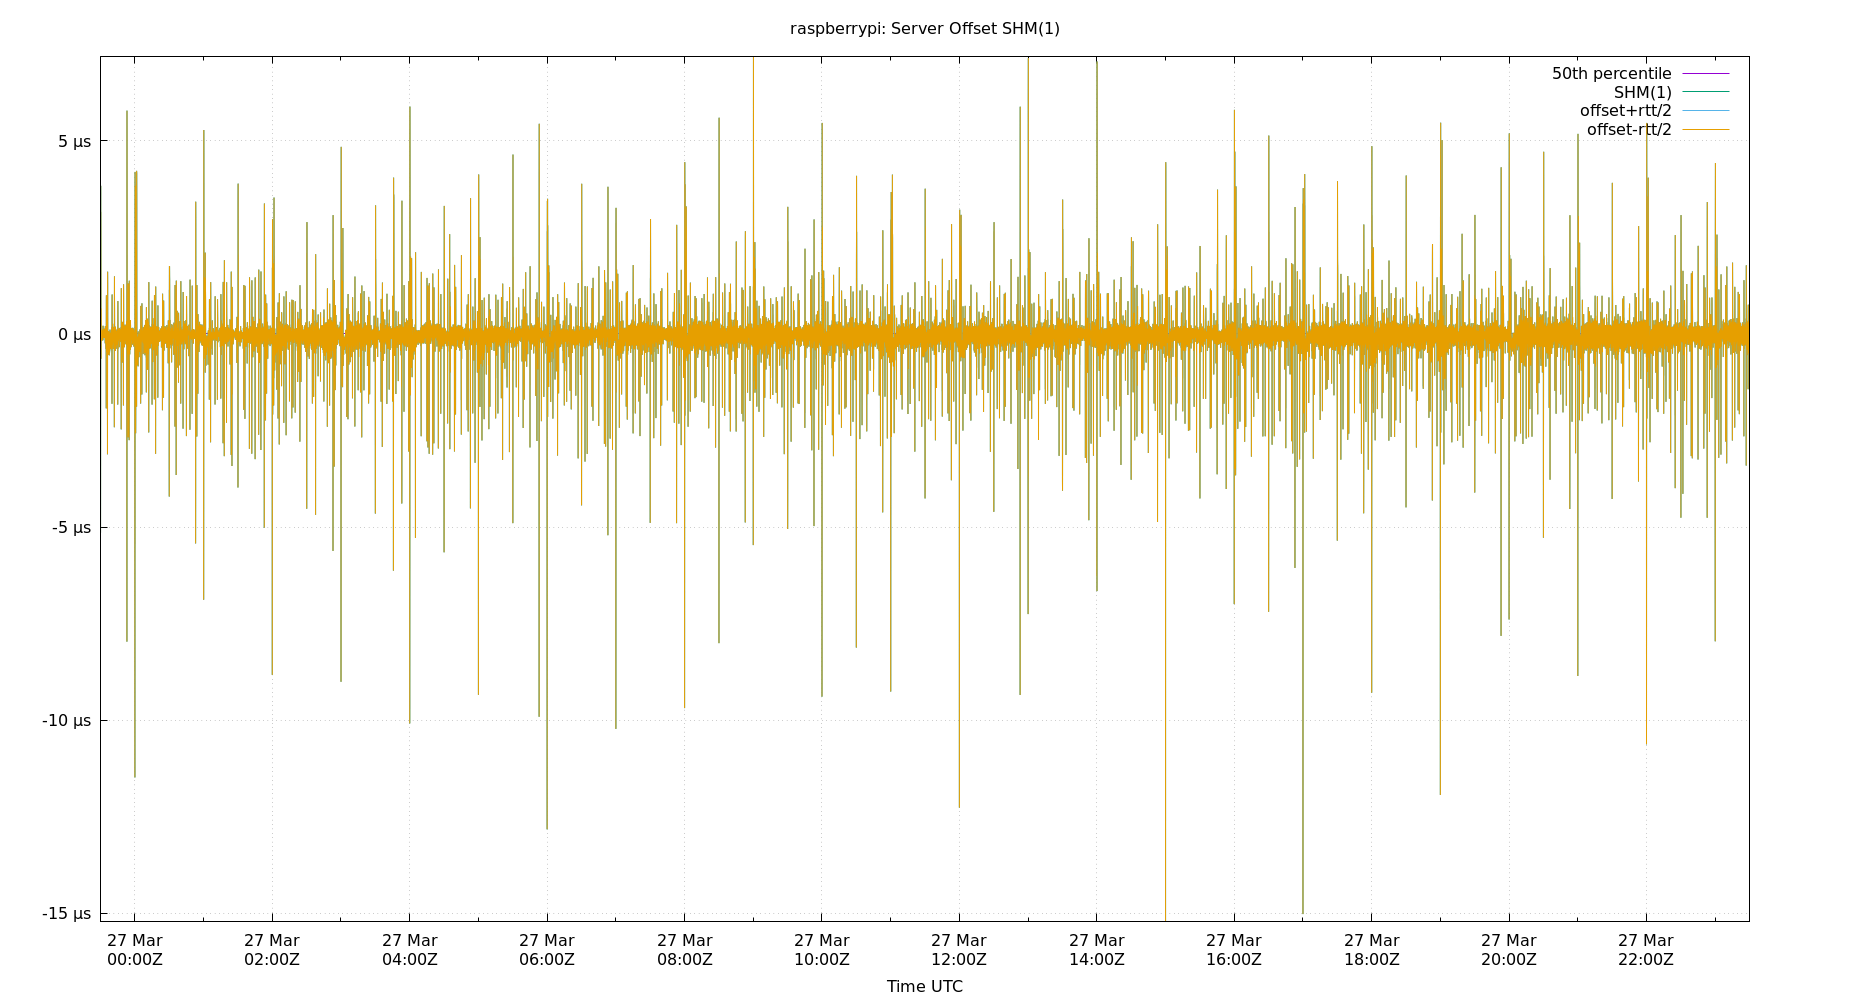 raspberrypi: Server Offset SHM(1)
50th percentile
SHM(1)
offset+rtt/2
offset-rtt/2
5 µs
0 µs
-5 µs
-10 µs
-15 µs
27 Mar 27 Mar 27 Mar 27 Mar 27 Mar 27 Mar 27 Mar 27 Mar 27 Mar 27 Mar 27 Mar 27 Mar
00:00Z 02:00Z 04:00Z 06:00Z 08:00Z 10:00Z 12:00Z 14:00Z 16:00Z 18:00Z 20:00Z 22:00Z
Time UTC